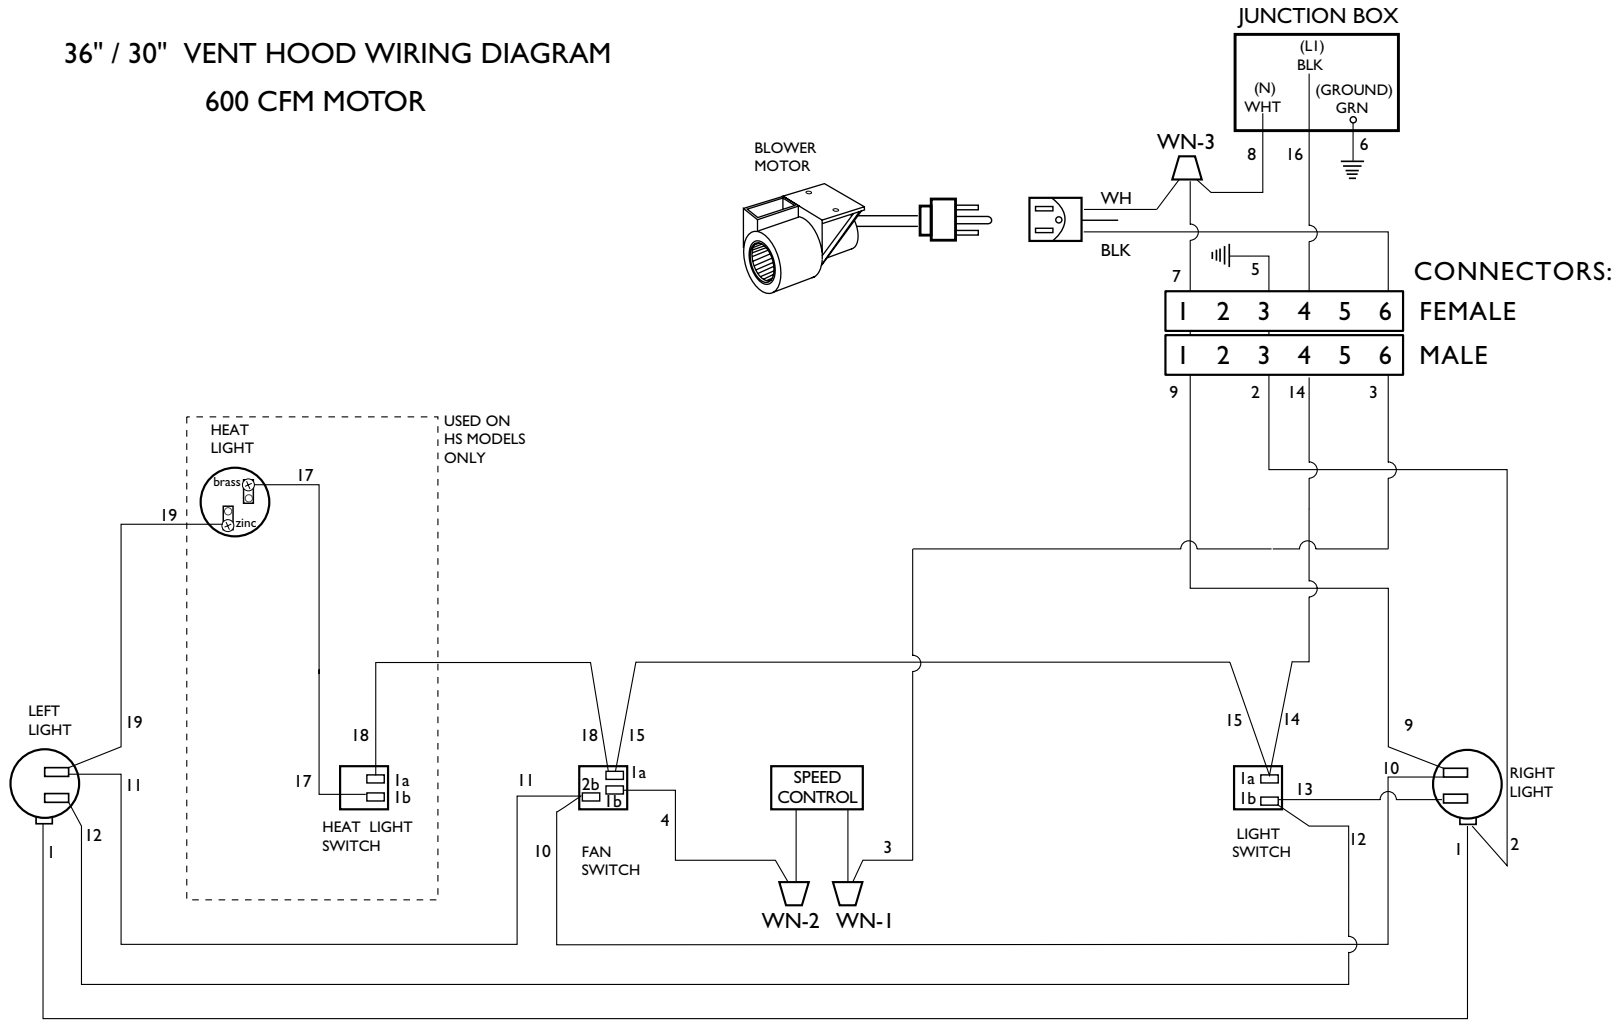 JUNCTION BOX
36" / 30" VENT HOOD WIRING DIAGRAM
600 CFM MOTOR
(L1)
BLK
(N)
WHT
(GROUND)
GRN
WN-3
8
16
6
BLOWER
MOTOR
WH
BLK
7
5
CONNECTORS:
1 2 3 4 5 6 FEMALE
1 2 3 4 5 6 MALE
9
2
14
3
USED ON
HS MODELS
ONLY
HEAT
LIGHT
brass
17
19
zinc
LEFT
LIGHT
19
18
18
15
15
14
9
11
17
1a
1b
11
2b
1a
1b
SPEED
CONTROL
1a
1b
13
10
RIGHT
LIGHT
12
1
HEAT LIGHT
SWITCH
10
FAN
SWITCH
4
3
LIGHT
SWITCH
12
1
2
WN-2
WN-1